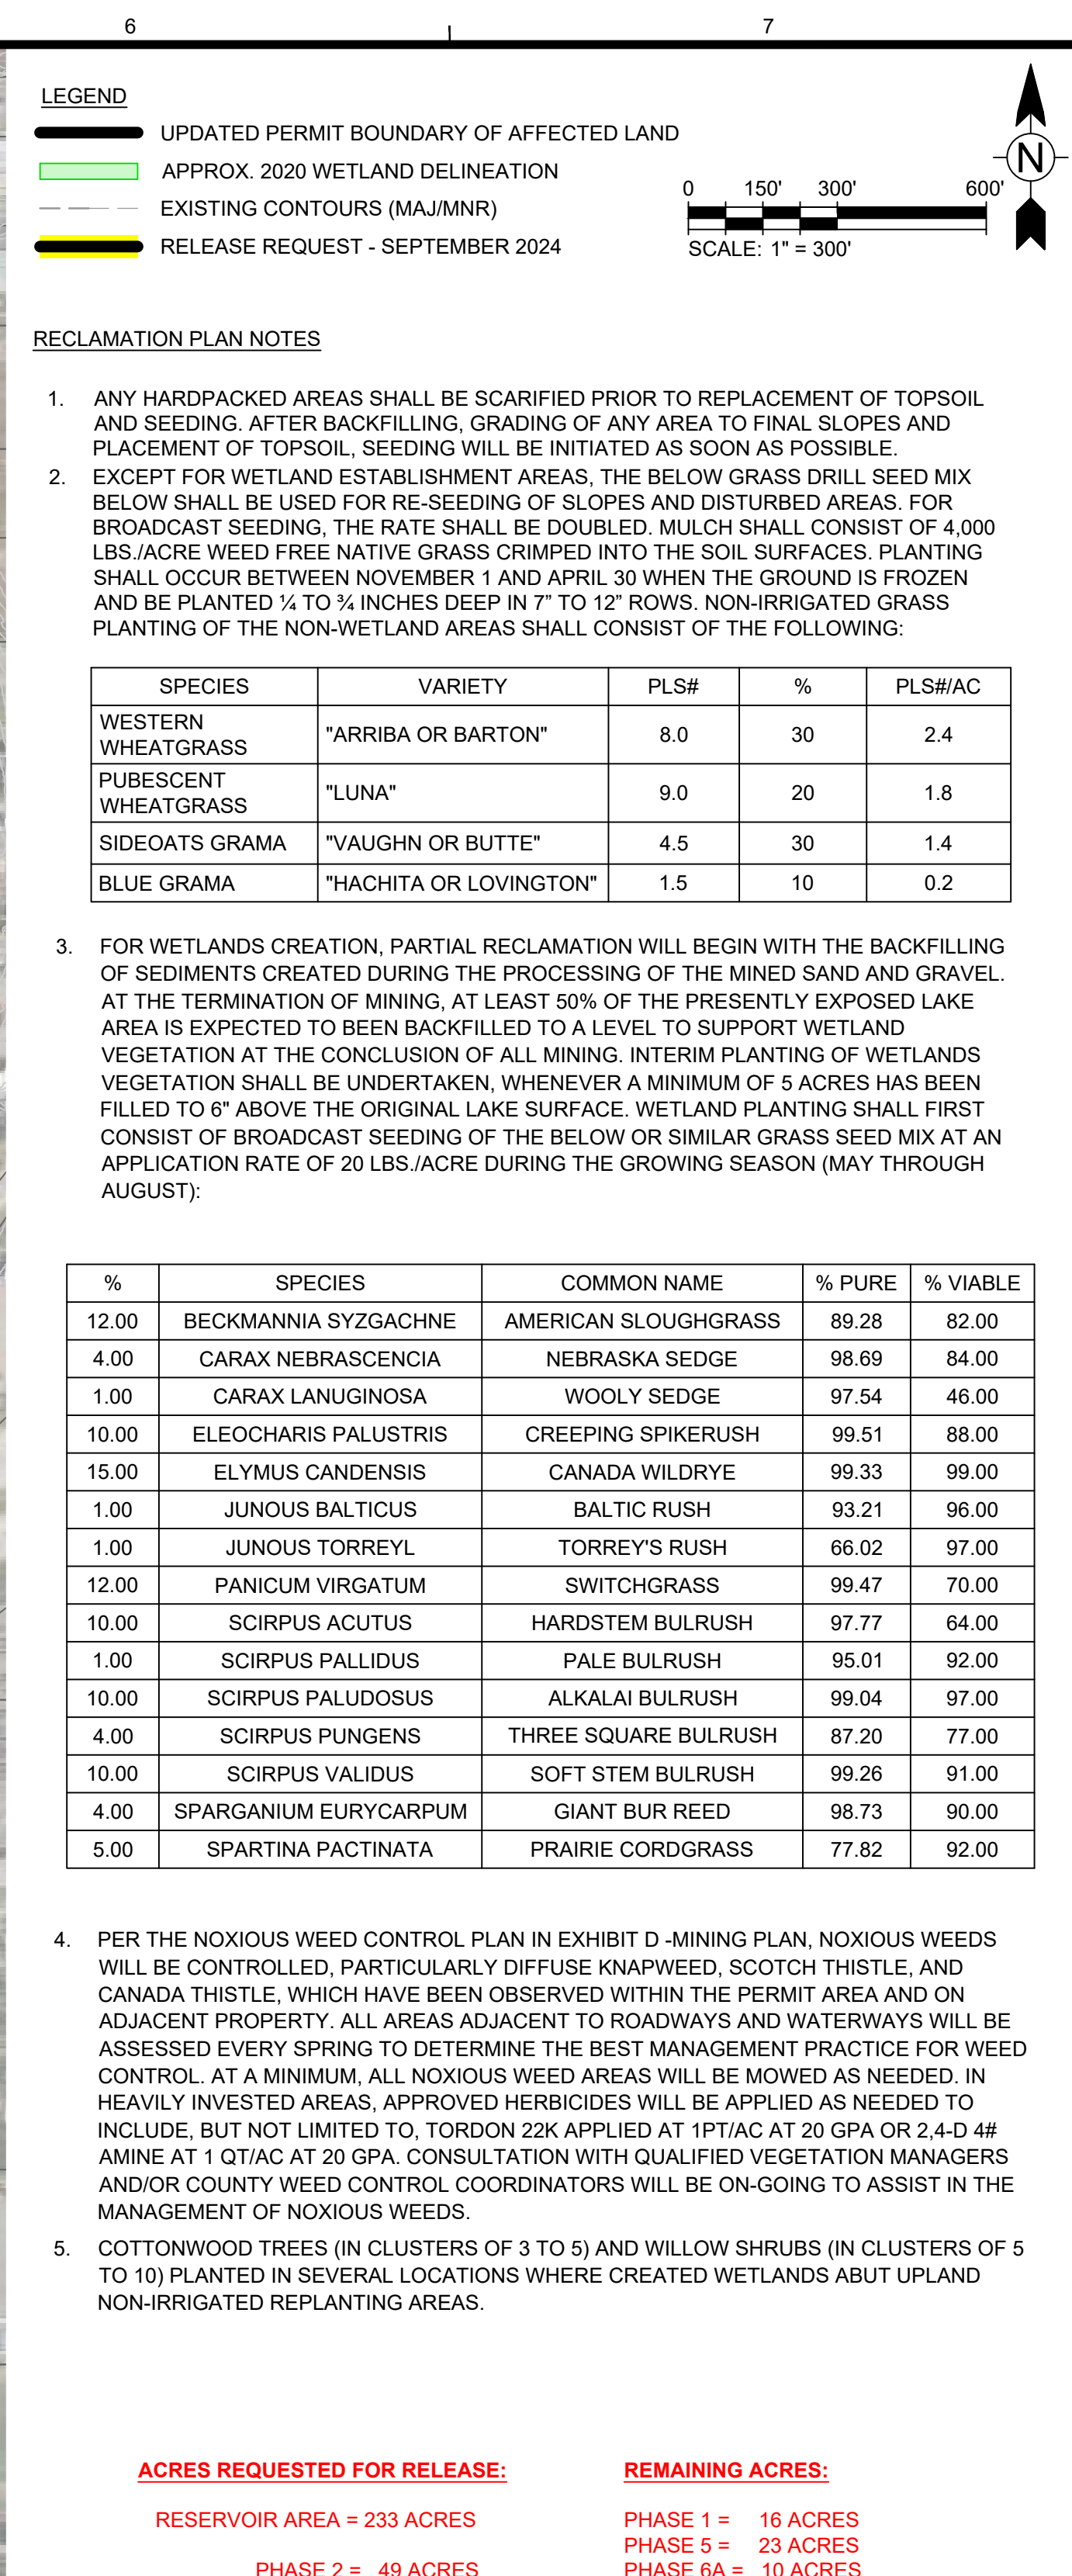 6 7
LEGEND
UPDATED PERMIT BOUNDARY OF AFFECTED LAND
APPROX. 2020 WETLAND DELINEATION
EXISTING CONTOURS (MAJ/MNR)
RELEASE REQUEST - SEPTEMBER 2024
0 150' 300' 600'
SCALE: 1" = 300'
N
RECLAMATION PLAN NOTES
1. ANY HARDPACKED AREAS SHALL BE SCARIFIED PRIOR TO REPLACEMENT OF TOPSOIL
AND SEEDING. AFTER BACKFILLING, GRADING OF ANY AREA TO FINAL SLOPES AND
PLACEMENT OF TOPSOIL, SEEDING WILL BE INITIATED AS SOON AS POSSIBLE.
2. EXCEPT FOR WETLAND ESTABLISHMENT AREAS, THE BELOW GRASS DRILL SEED MIX
BELOW SHALL BE USED FOR RE-SEEDING OF SLOPES AND DISTURBED AREAS. FOR
BROADCAST SEEDING, THE RATE SHALL BE DOUBLED. MULCH SHALL CONSIST OF 4,000
LBS./ACRE WEED FREE NATIVE GRASS CRIMPED INTO THE SOIL SURFACES. PLANTING
SHALL OCCUR BETWEEN NOVEMBER 1 AND APRIL 30 WHEN THE GROUND IS FROZEN
AND BE PLANTED ¼ TO ¾ INCHES DEEP IN 7” TO 12” ROWS. NON-IRRIGATED GRASS
PLANTING OF THE NON-WETLAND AREAS SHALL CONSIST OF THE FOLLOWING:
SPECIES VARIETY PLS# % PLS#/AC
WESTERN WHEATGRASS "ARRIBA OR BARTON" 8.0 30 2.4
PUBESCENT WHEATGRASS "LUNA" 9.0 20 1.8
SIDEOATS GRAMA "VAUGHN OR BUTTE" 4.5 30 1.4
BLUE GRAMA "HACHITA OR LOVINGTON" 1.5 10 0.2
3. FOR WETLANDS CREATION, PARTIAL RECLAMATION WILL BEGIN WITH THE BACKFILLING
OF SEDIMENTS CREATED DURING THE PROCESSING OF THE MINED SAND AND GRAVEL.
AT THE TERMINATION OF MINING, AT LEAST 50% OF THE PRESENTLY EXPOSED LAKE
AREA IS EXPECTED TO BEEN BACKFILLED TO A LEVEL TO SUPPORT WETLAND
VEGETATION AT THE CONCLUSION OF ALL MINING. INTERIM PLANTING OF WETLANDS
VEGETATION SHALL BE UNDERTAKEN, WHENEVER A MINIMUM OF 5 ACRES HAS BEEN
FILLED TO 6" ABOVE THE ORIGINAL LAKE SURFACE. WETLAND PLANTING SHALL FIRST
CONSIST OF BROADCAST SEEDING OF THE BELOW OR SIMILAR GRASS SEED MIX AT AN
APPLICATION RATE OF 20 LBS./ACRE DURING THE GROWING SEASON (MAY THROUGH
AUGUST):
% SPECIES COMMON NAME % PURE % VIABLE
12.00 BECKMANNIA SYZGACHNE AMERICAN SLOUGHGRASS 89.28 82.00
4.00 CARAX NEBRASCENCIA NEBRASKA SEDGE 98.69 84.00
1.00 CARAX LANUGINOSA WOOLY SEDGE 97.54 46.00
10.00 ELEOCHARIS PALUSTRIS CREEPING SPIKERUSH 99.51 88.00
15.00 ELYMUS CANDENSIS CANADA WILDRYE 99.33 99.00
1.00 JUNOUS BALTICUS BALTIC RUSH 93.21 96.00
1.00 JUNOUS TORREYL TORREY'S RUSH 66.02 97.00
12.00 PANICUM VIRGATUM SWITCHGRASS 99.47 70.00
10.00 SCIRPUS ACUTUS HARDSTEM BULRUSH 97.77 64.00
1.00 SCIRPUS PALLIDUS PALE BULRUSH 95.01 92.00
10.00 SCIRPUS PALUDOSUS ALKALAI BULRUSH 99.04 97.00
4.00 SCIRPUS PUNGENS THREE SQUARE BULRUSH 87.20 77.00
10.00 SCIRPUS VALIDUS SOFT STEM BULRUSH 99.26 91.00
4.00 SPARGANIUM EURYCARPUM GIANT BUR REED 98.73 90.00
5.00 SPARTINA PACTINATA PRAIRIE CORDGRASS 77.82 92.00
4. PER THE NOXIOUS WEED CONTROL PLAN IN EXHIBIT D -MINING PLAN, NOXIOUS WEEDS
WILL BE CONTROLLED, PARTICULARLY DIFFUSE KNAPWEED, SCOTCH THISTLE, AND
CANADA THISTLE, WHICH HAVE BEEN OBSERVED WITHIN THE PERMIT AREA AND ON
ADJACENT PROPERTY. ALL AREAS ADJACENT TO ROADWAYS AND WATERWAYS WILL BE
ASSESSED EVERY SPRING TO DETERMINE THE BEST MANAGEMENT PRACTICE FOR WEED
CONTROL. AT A MINIMUM, ALL NOXIOUS WEED AREAS WILL BE MOWED AS NEEDED. IN
HEAVILY INVESTED AREAS, APPROVED HERBICIDES WILL BE APPLIED AS NEEDED TO
INCLUDE, BUT NOT LIMITED TO, TORDON 22K APPLIED AT 1PT/AC AT 20 GPA OR 2,4-D 4#
AMINE AT 1 QT/AC AT 20 GPA. CONSULTATION WITH QUALIFIED VEGETATION MANAGERS
AND/OR COUNTY WEED CONTROL COORDINATORS WILL BE ON-GOING TO ASSIST IN THE
MANAGEMENT OF NOXIOUS WEEDS.
5. COTTONWOOD TREES (IN CLUSTERS OF 3 TO 5) AND WILLOW SHRUBS (IN CLUSTERS OF 5
TO 10) PLANTED IN SEVERAL LOCATIONS WHERE CREATED WETLANDS ABUT UPLAND
NON-IRRIGATED REPLANTING AREAS.
ACRES REQUESTED FOR RELEASE: REMAINING ACRES:
RESERVOIR AREA = 233 ACRES PHASE 1 = 16 ACRES
PHASE 5 = 23 ACRES
PHASE 2 = 49 ACRES PHASE 6A = 10 ACRES